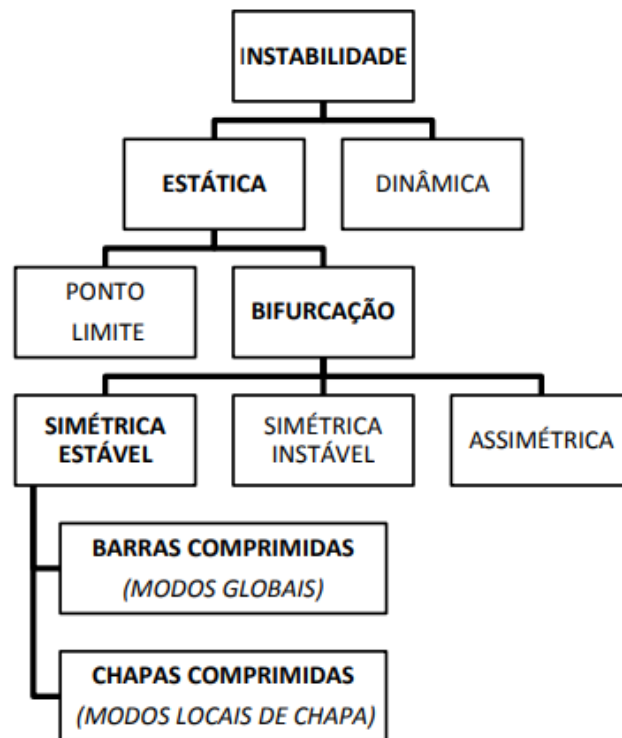 INSTABILIDADE
ESTÁTICA
DINÂMICA
PONTO
LIMITE
BIFURCAÇÃO
SIMÉTRICA
ESTÁVEL
SIMÉTRICA
INSTÁVEL
ASSIMÉTRICA
BARRAS COMPRIMIDAS
(MODOS GLOBAIS)
CHAPAS COMPRIMIDAS
(MODOS LOCAIS DE CHAPA)